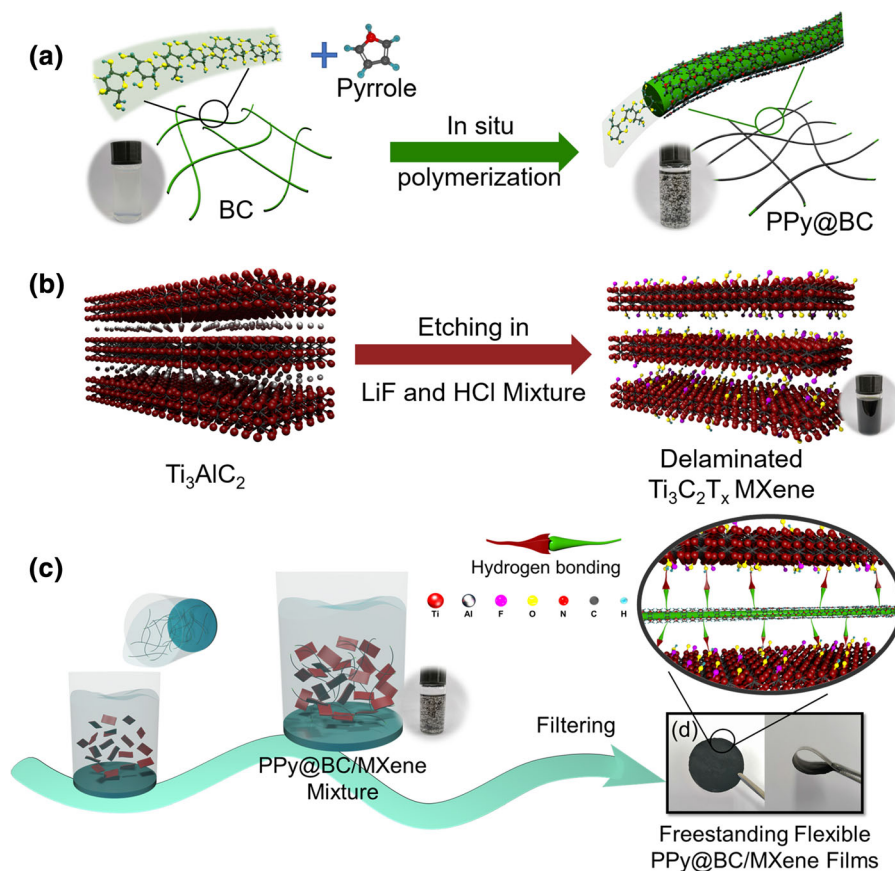 (a)
+
Pyrrole
In situ
polymerization
BC
PPy@BC
(b)
Etching in
LiF and HCl Mixture
Ti₃AlC₂
Delaminated
Ti₃C₂Tₓ MXene
(c)
Hydrogen bonding
Ti Al F O N C H
PPy@BC/MXene
Mixture
Filtering
(d)
Freestanding Flexible
PPy@BC/MXene Films